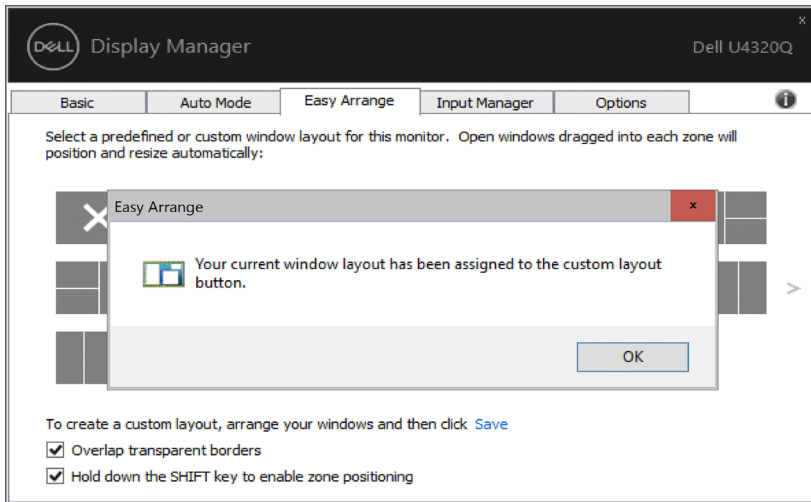 DELL Display Manager
Dell U4320Q
Basic Auto Mode Easy Arrange Input Manager Options
Select a predefined or custom window layout for this monitor. Open windows dragged into each zone will
position and resize automatically:
Easy Arrange
Your current window layout has been assigned to the custom layout
button.
OK
To create a custom layout, arrange your windows and then click Save
Overlap transparent borders
Hold down the SHIFT key to enable zone positioning